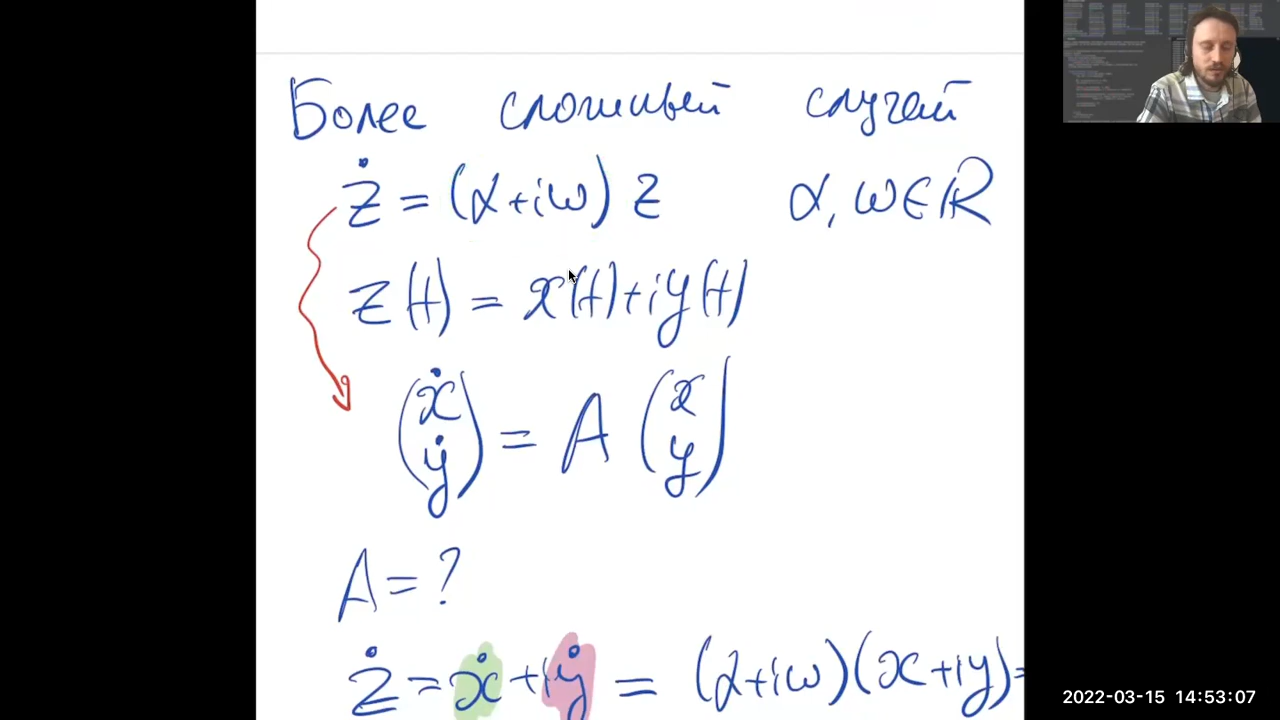 Более сложный случай
ż = (α+iω) z α, ω∈ℝ
z(t) = x(t)+iy(t)
(ẋ ẏ) = A (x y)
A = ?
ż = ẋ + iẏ = (α+iω)(x+iy)=
2022-03-15 14:53:07